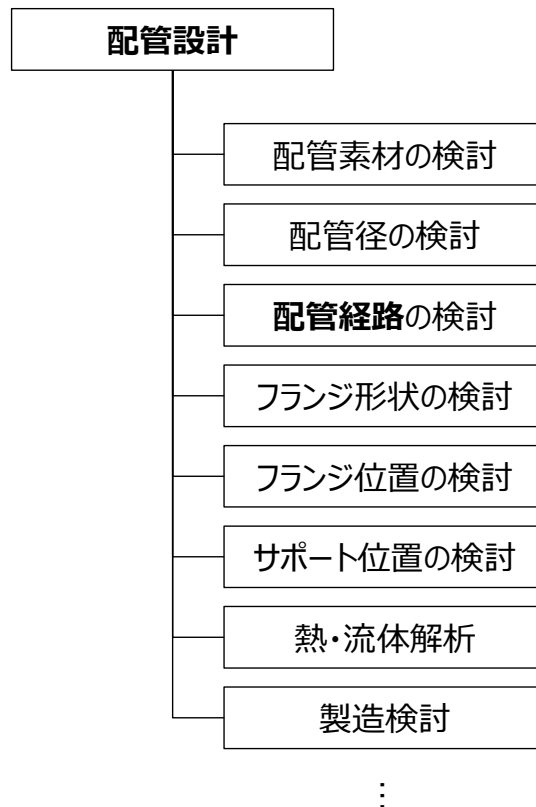 配管設計
配管素材の検討
配管径の検討
配管経路の検討
フランジ形状の検討
フランジ位置の検討
サポート位置の検討
熱・流体解析
製造検討
⋮